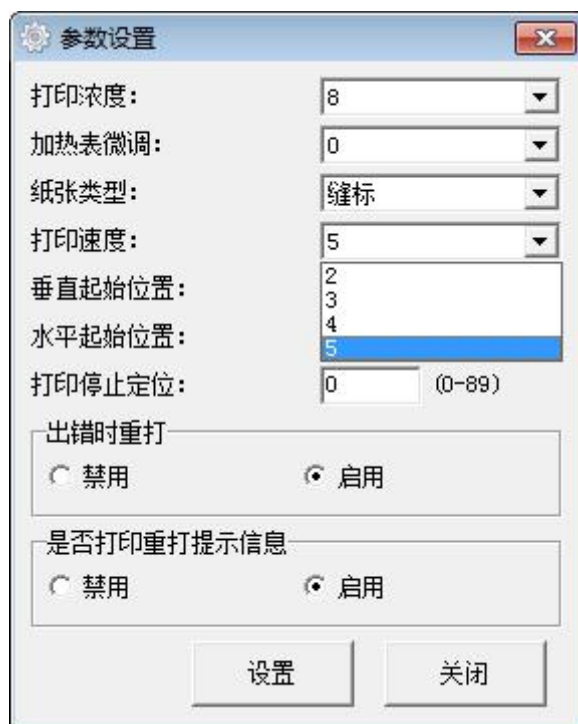 参数设置
打印浓度: 8
加热表微调: 0
纸张类型: 缝标
打印速度: 5
2
垂直起始位置: 3
4
水平起始位置: 5
打印停止定位: 0 (0-89)
出错时重打
禁用 启用
是否打印重打提示信息
禁用 启用
设置 关闭